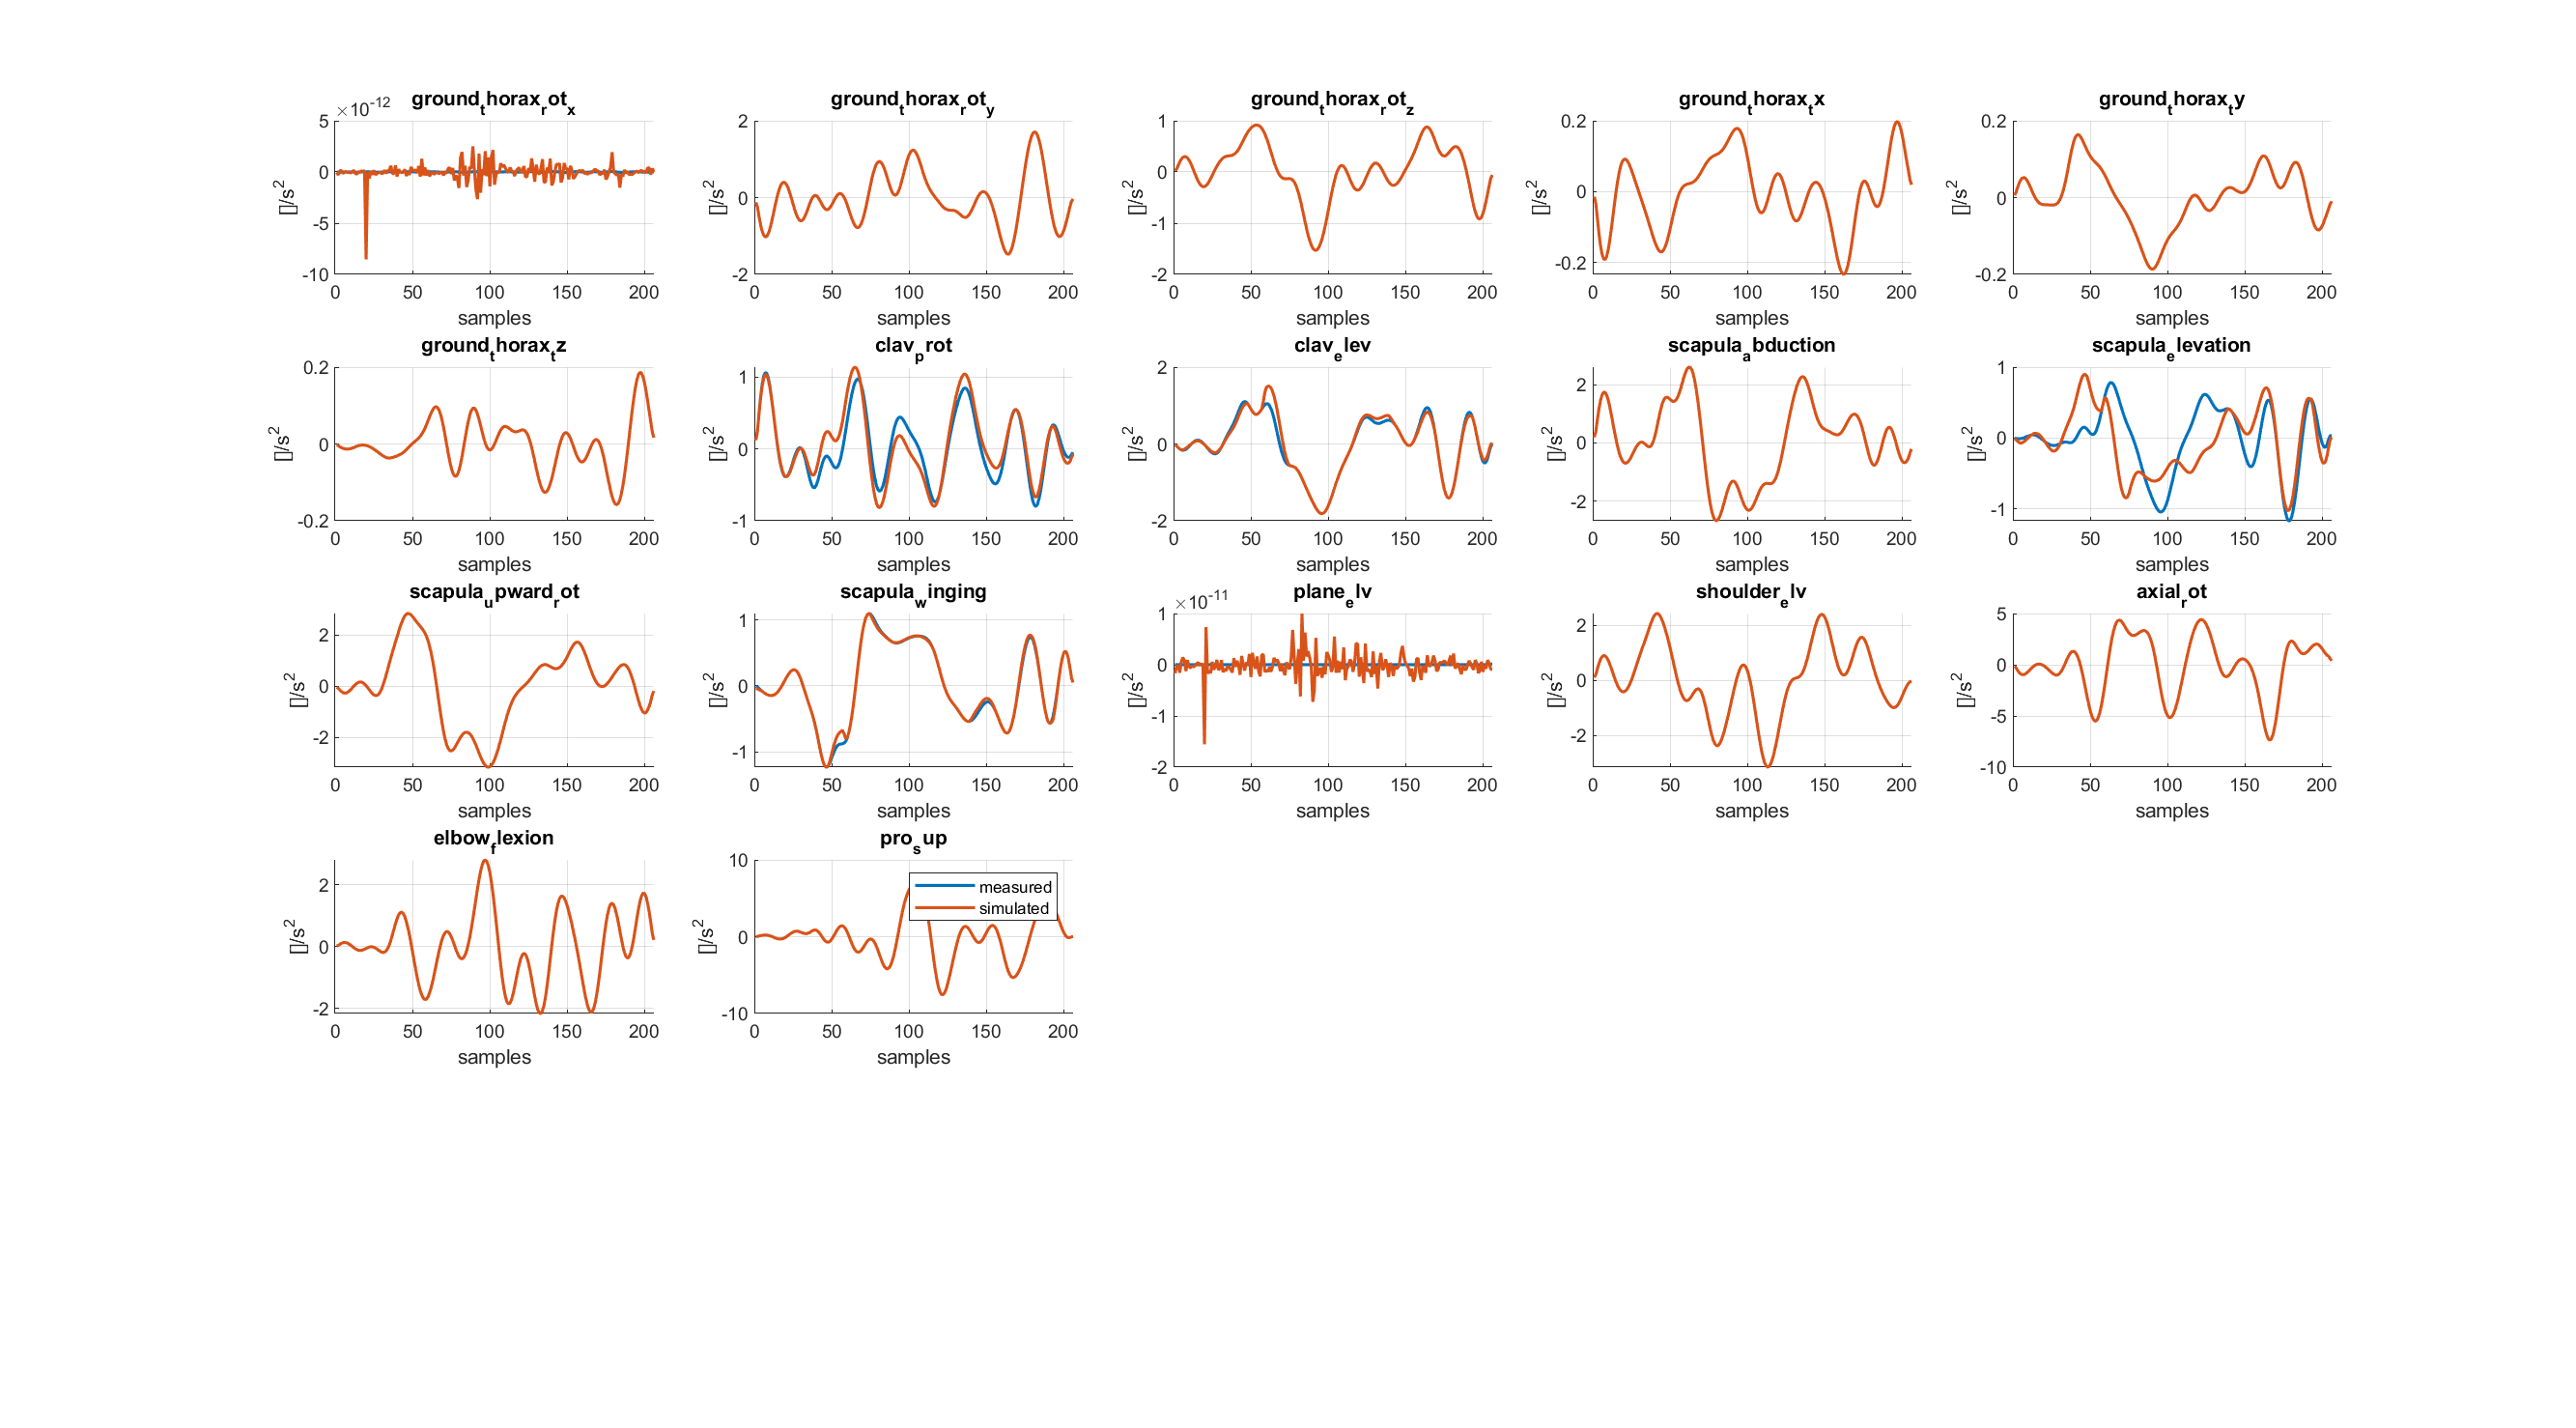 ground_thorax_rot_x
×10^-12
5
0
-5
-10
[]/s^2
0 50 100 150 200
samples
ground_thorax_rot_y
2
0
-2
[]/s^2
0 50 100 150 200
samples
ground_thorax_rot_z
1
0
-1
-2
[]/s^2
0 50 100 150 200
samples
ground_thorax_tx
0.2
0
-0.2
[]/s^2
0 50 100 150 200
samples
ground_thorax_ty
0.2
0
-0.2
[]/s^2
0 50 100 150 200
samples
ground_thorax_tz
0.2
0
-0.2
[]/s^2
0 50 100 150 200
samples
clav_prot
1
0
-1
[]/s^2
0 50 100 150 200
samples
clav_elev
2
0
-2
[]/s^2
0 50 100 150 200
samples
scapula_abduction
2
0
-2
[]/s^2
0 50 100 150 200
samples
scapula_elevation
1
0
-1
[]/s^2
0 50 100 150 200
samples
scapula_upward_rot
2
0
-2
[]/s^2
0 50 100 150 200
samples
scapula_winging
1
0
-1
[]/s^2
0 50 100 150 200
samples
plane_elv
×10^-11
1
0
-1
-2
[]/s^2
0 50 100 150 200
samples
shoulder_elv
2
0
-2
[]/s^2
0 50 100 150 200
samples
axial_rot
5
0
-5
-10
[]/s^2
0 50 100 150 200
samples
elbow_flexion
2
0
-2
[]/s^2
0 50 100 150 200
samples
pro_sup
10
0
-10
[]/s^2
measured
simulated
0 50 100 150 200
samples